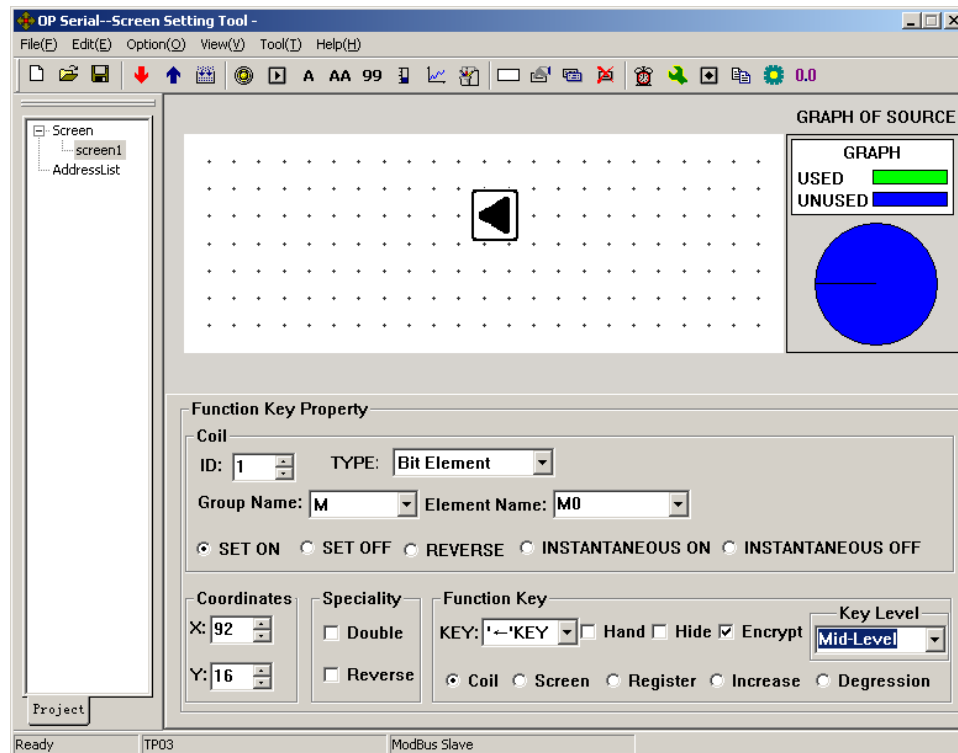 OP Serial--Screen Setting Tool -
File(F) Edit(E) Option(O) View(V) Tool(T) Help(H)
A AA 99 0.0
Screen
screen1
AddressList
GRAPH OF SOURCE
GRAPH
USED
UNUSED
Function Key Property
Coil
ID: 1 TYPE: Bit Element
Group Name: M Element Name: M0
SET ON SET OFF REVERSE INSTANTANEOUS ON INSTANTANEOUS OFF
Coordinates Speciality Function Key Key Level
X: 92 Double KEY: '←'KEY Hand Hide Encrypt Mid-Level
Y: 16 Reverse Coil Screen Register Increase Degression
Project
Ready TP03 ModBus Slave